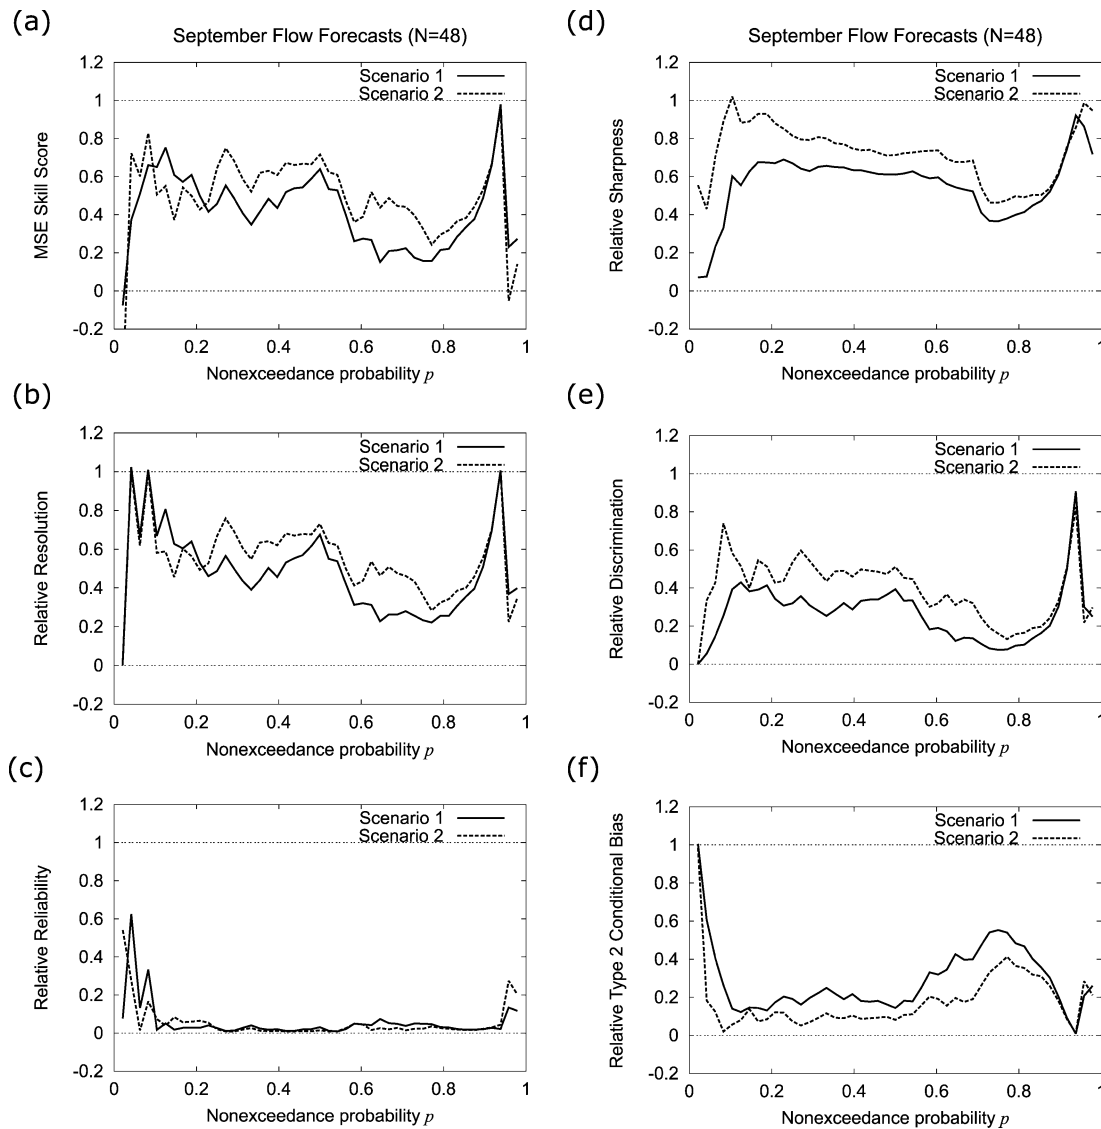 (a)
September Flow Forecasts (N=48)
1.2
1
0.8
0.6
0.4
0.2
0
-0.2
MSE Skill Score
Scenario 1
Scenario 2
0 0.2 0.4 0.6 0.8 1
Nonexceedance probability p
(d)
September Flow Forecasts (N=48)
1.2
1
0.8
0.6
0.4
0.2
0
-0.2
Relative Sharpness
Scenario 1
Scenario 2
0 0.2 0.4 0.6 0.8 1
Nonexceedance probability p
(b)
1.2
1
0.8
0.6
0.4
0.2
0
-0.2
Relative Resolution
Scenario 1
Scenario 2
0 0.2 0.4 0.6 0.8 1
Nonexceedance probability p
(e)
1.2
1
0.8
0.6
0.4
0.2
0
-0.2
Relative Discrimination
Scenario 1
Scenario 2
0 0.2 0.4 0.6 0.8 1
Nonexceedance probability p
(c)
1.2
1
0.8
0.6
0.4
0.2
0
-0.2
Relative Reliability
Scenario 1
Scenario 2
0 0.2 0.4 0.6 0.8 1
Nonexceedance probability p
(f)
1.2
1
0.8
0.6
0.4
0.2
0
-0.2
Relative Type 2 Conditional Bias
Scenario 1
Scenario 2
0 0.2 0.4 0.6 0.8 1
Nonexceedance probability p